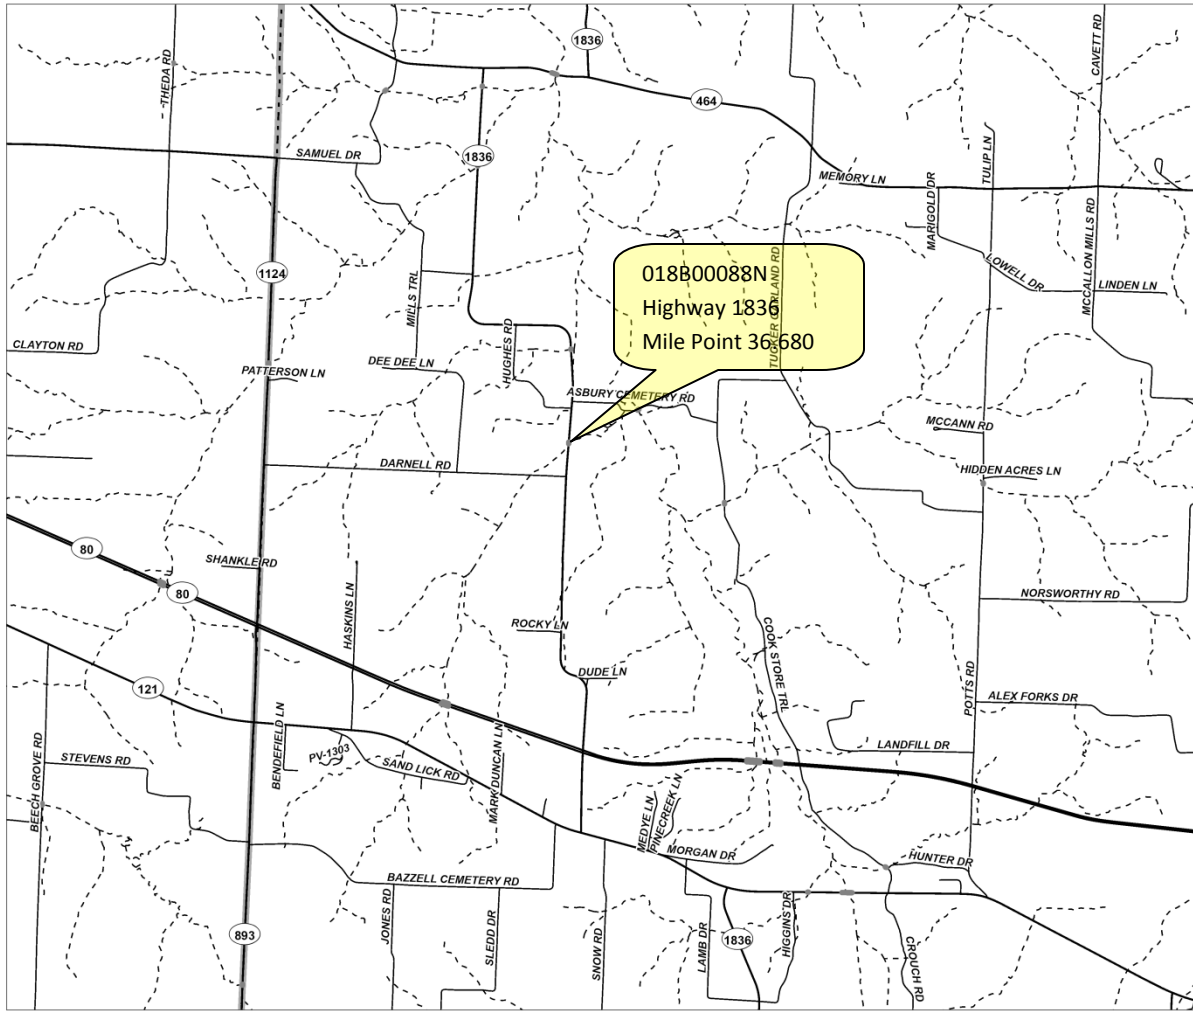 1836
CAVETT RD
THEDA RD
464
SAMUEL DR
1836
TULIP LN
MEMORY LN
MARIGOLD DR
MCCALLON MILLS RD
1124
MILLS TRL
LOWELL DR
LINDEN LN
018B00088N
Highway 1836
Mile Point 36.680
TUCKER GARLAND RD
HUGHES RD
CLAYTON RD
DEE DEE LN
PATTERSON LN
ASBURY CEMETERY RD
MCCANN RD
DARNELL RD
HIDDEN ACRES LN
80
SHANKLE RD
80
HASKINS LN
NORSWORTHY RD
ROCKY LN
COOK STORE TRL
DUDE LN
POTTS RD
121
ALEX FORKS DR
BENDEFIELD LN
MARK DUNCAN LN
BEECH GROVE RD
PV-1303
LANDFILL DR
STEVENS RD
SAND LICK RD
MEDYE LN
PINECREEK LN
MORGAN DR
HUNTER DR
BAZZELL CEMETERY RD
JONES RD
SLEDD DR
SNOW RD
LAMB DR
HIGGINS DR
893
1836
CROUCH RD